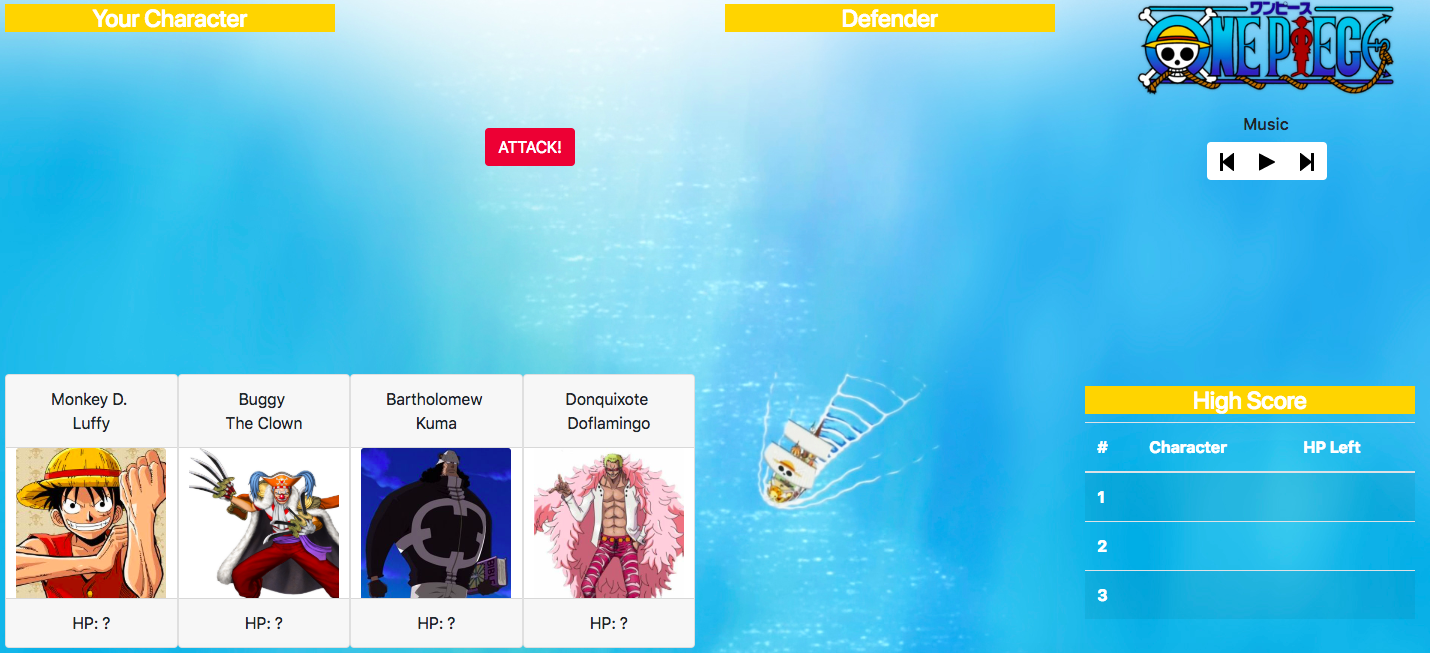 Your Character
Defender
ワンピース
ONE PIECE
Music
ATTACK!
Monkey D.
Luffy
Buggy
The Clown
Bartholomew
Kuma
Donquixote
Doflamingo
HP: ?
HP: ?
HP: ?
HP: ?
High Score
# Character HP Left
1
2
3